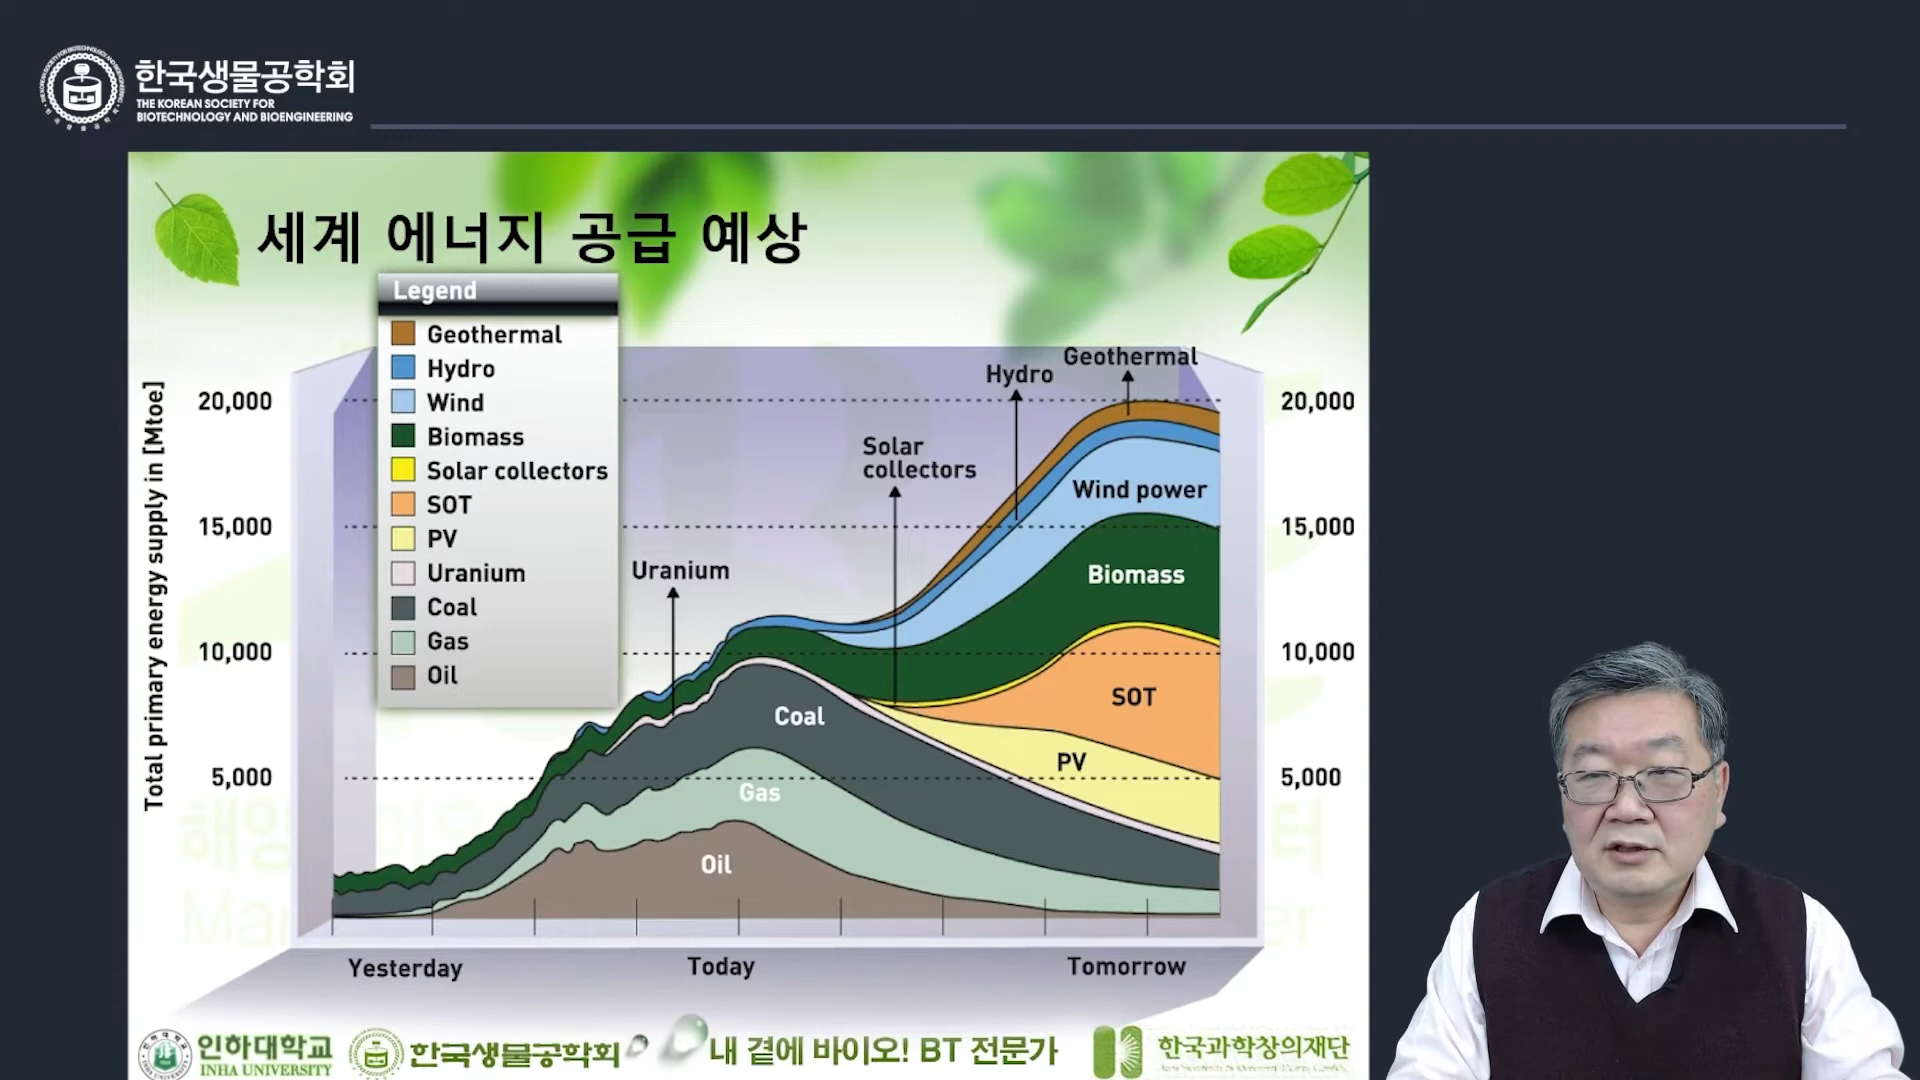 한국생물공학회
THE KOREAN SOCIETY FOR
BIOTECHNOLOGY AND BIOENGINEERING
세계 에너지 공급 예상
Legend
Geothermal
Hydro
Wind
Biomass
Solar collectors
SOT
PV
Uranium
Coal
Gas
Oil
Total primary energy supply in [Mtoe]
20,000
15,000
10,000
5,000
Geothermal
Hydro
Solar
collectors
Uranium
Wind power
Biomass
SOT
PV
Coal
Gas
Oil
20,000
15,000
10,000
5,000
Yesterday
Today
Tomorrow
인하대학교
INHA UNIVERSITY
한국생물공학회
내 곁에 바이오! BT 전문가
한국과학창의재단